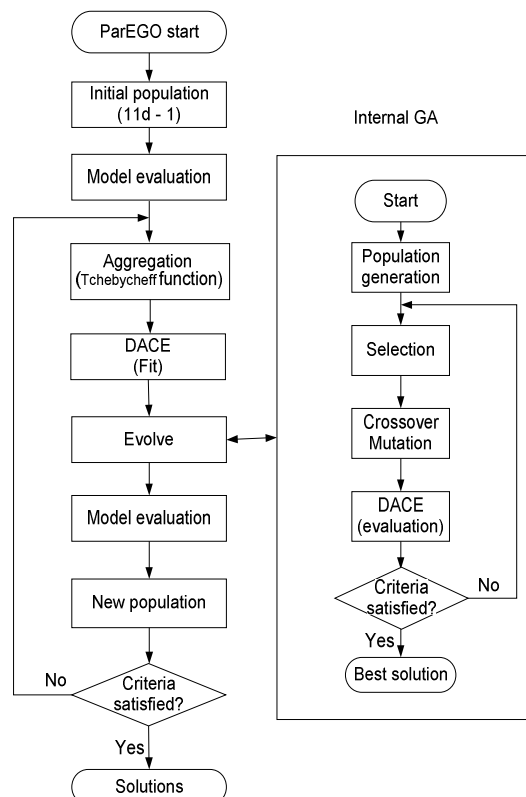 ParEGO start
Initial population
(11d - 1)
Model evaluation
Aggregation
(Tchebycheff function)
DACE
(Fit)
Evolve
Model evaluation
New population
Criteria
satisfied?
No
Yes
Solutions
Internal GA
Start
Population
generation
Selection
Crossover
Mutation
DACE
(evaluation)
Criteria
satisfied?
No
Yes
Best solution